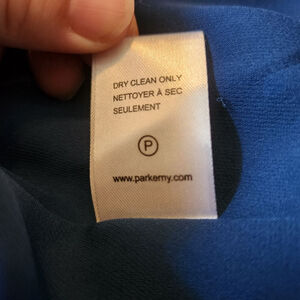 DRY CLEAN ONLY
NETTOYER À SEC
SEULEMENT
P
www.parkerny.com